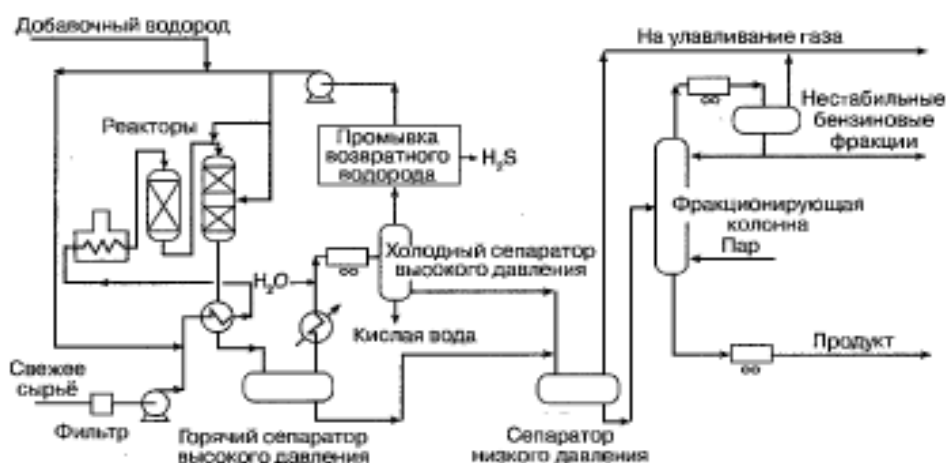 Добавочный водород
На улавливание газа
Реакторы
Промывка
возвратного
водорода
H₂S
Нестабильные
бензиновые
фракции
Фракционирующая
колонна
Пар
Холодный сепаратор
высокого давления
H₂O
Кислая вода
Продукт
Свежее
сырьё
Фильтр
Горячий сепаратор
высокого давления
Сепаратор
низкого давления